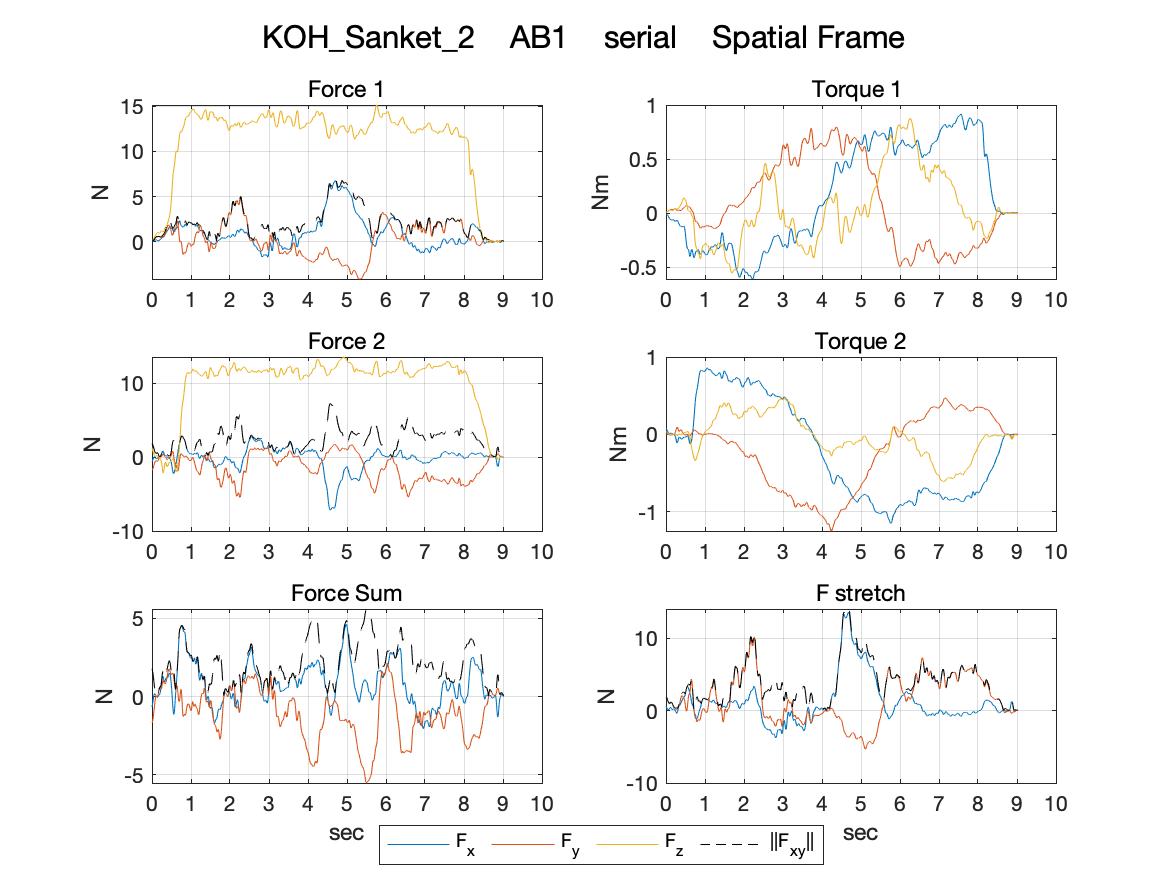 KOH_Sanket_2 AB1 serial Spatial Frame
Force 1
Torque 1
15
10
5
0
N
0 1 2 3 4 5 6 7 8 9 10
1
0.5
0
-0.5
Nm
0 1 2 3 4 5 6 7 8 9 10
Force 2
Torque 2
10
0
-10
N
0 1 2 3 4 5 6 7 8 9 10
1
0
-1
Nm
0 1 2 3 4 5 6 7 8 9 10
Force Sum
F stretch
5
0
-5
N
0 1 2 3 4 5 6 7 8 9 10
sec
10
0
-10
N
0 1 2 3 4 5 6 7 8 9 10
sec
F_x F_y F_z ||F_xy||